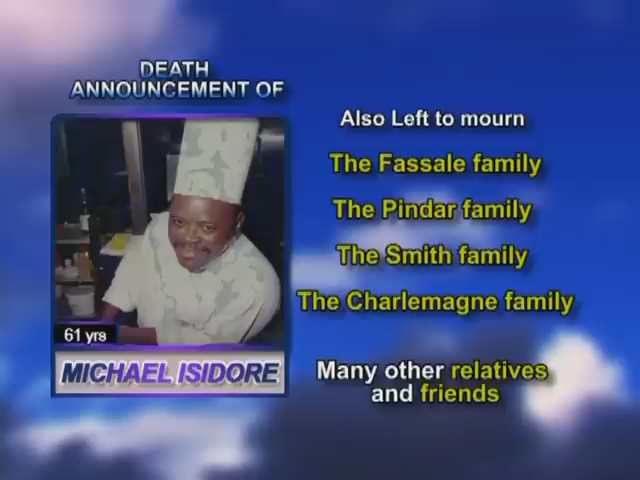 DEATH
ANNOUNCEMENT OF
61 yrs
MICHAEL ISIDORE
Also Left to mourn
The Fassale family
The Pindar family
The Smith family
The Charlemagne family
Many other relatives
and friends